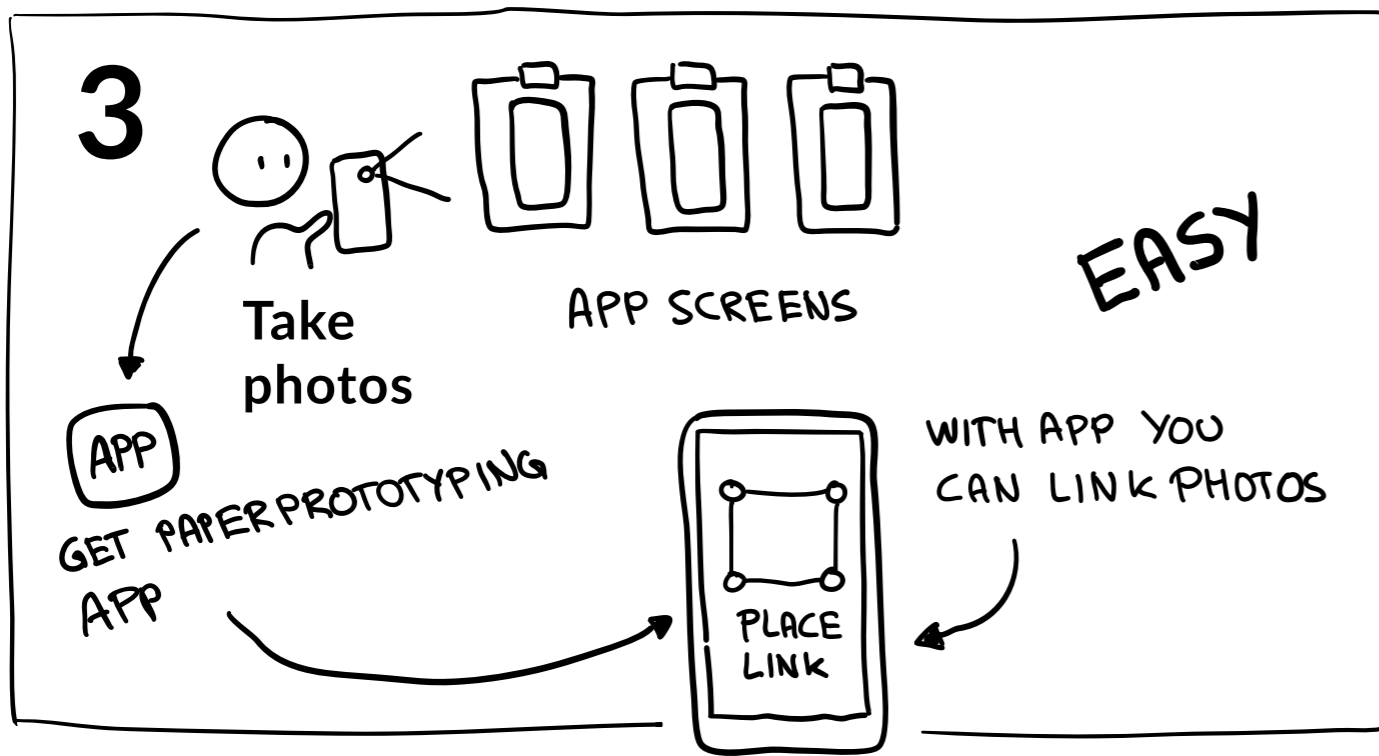 3
Take
photos
APP SCREENS
EASY
APP
GET PAPERPROTOTYPING
APP
WITH APP YOU
CAN LINK PHOTOS
PLACE
LINK